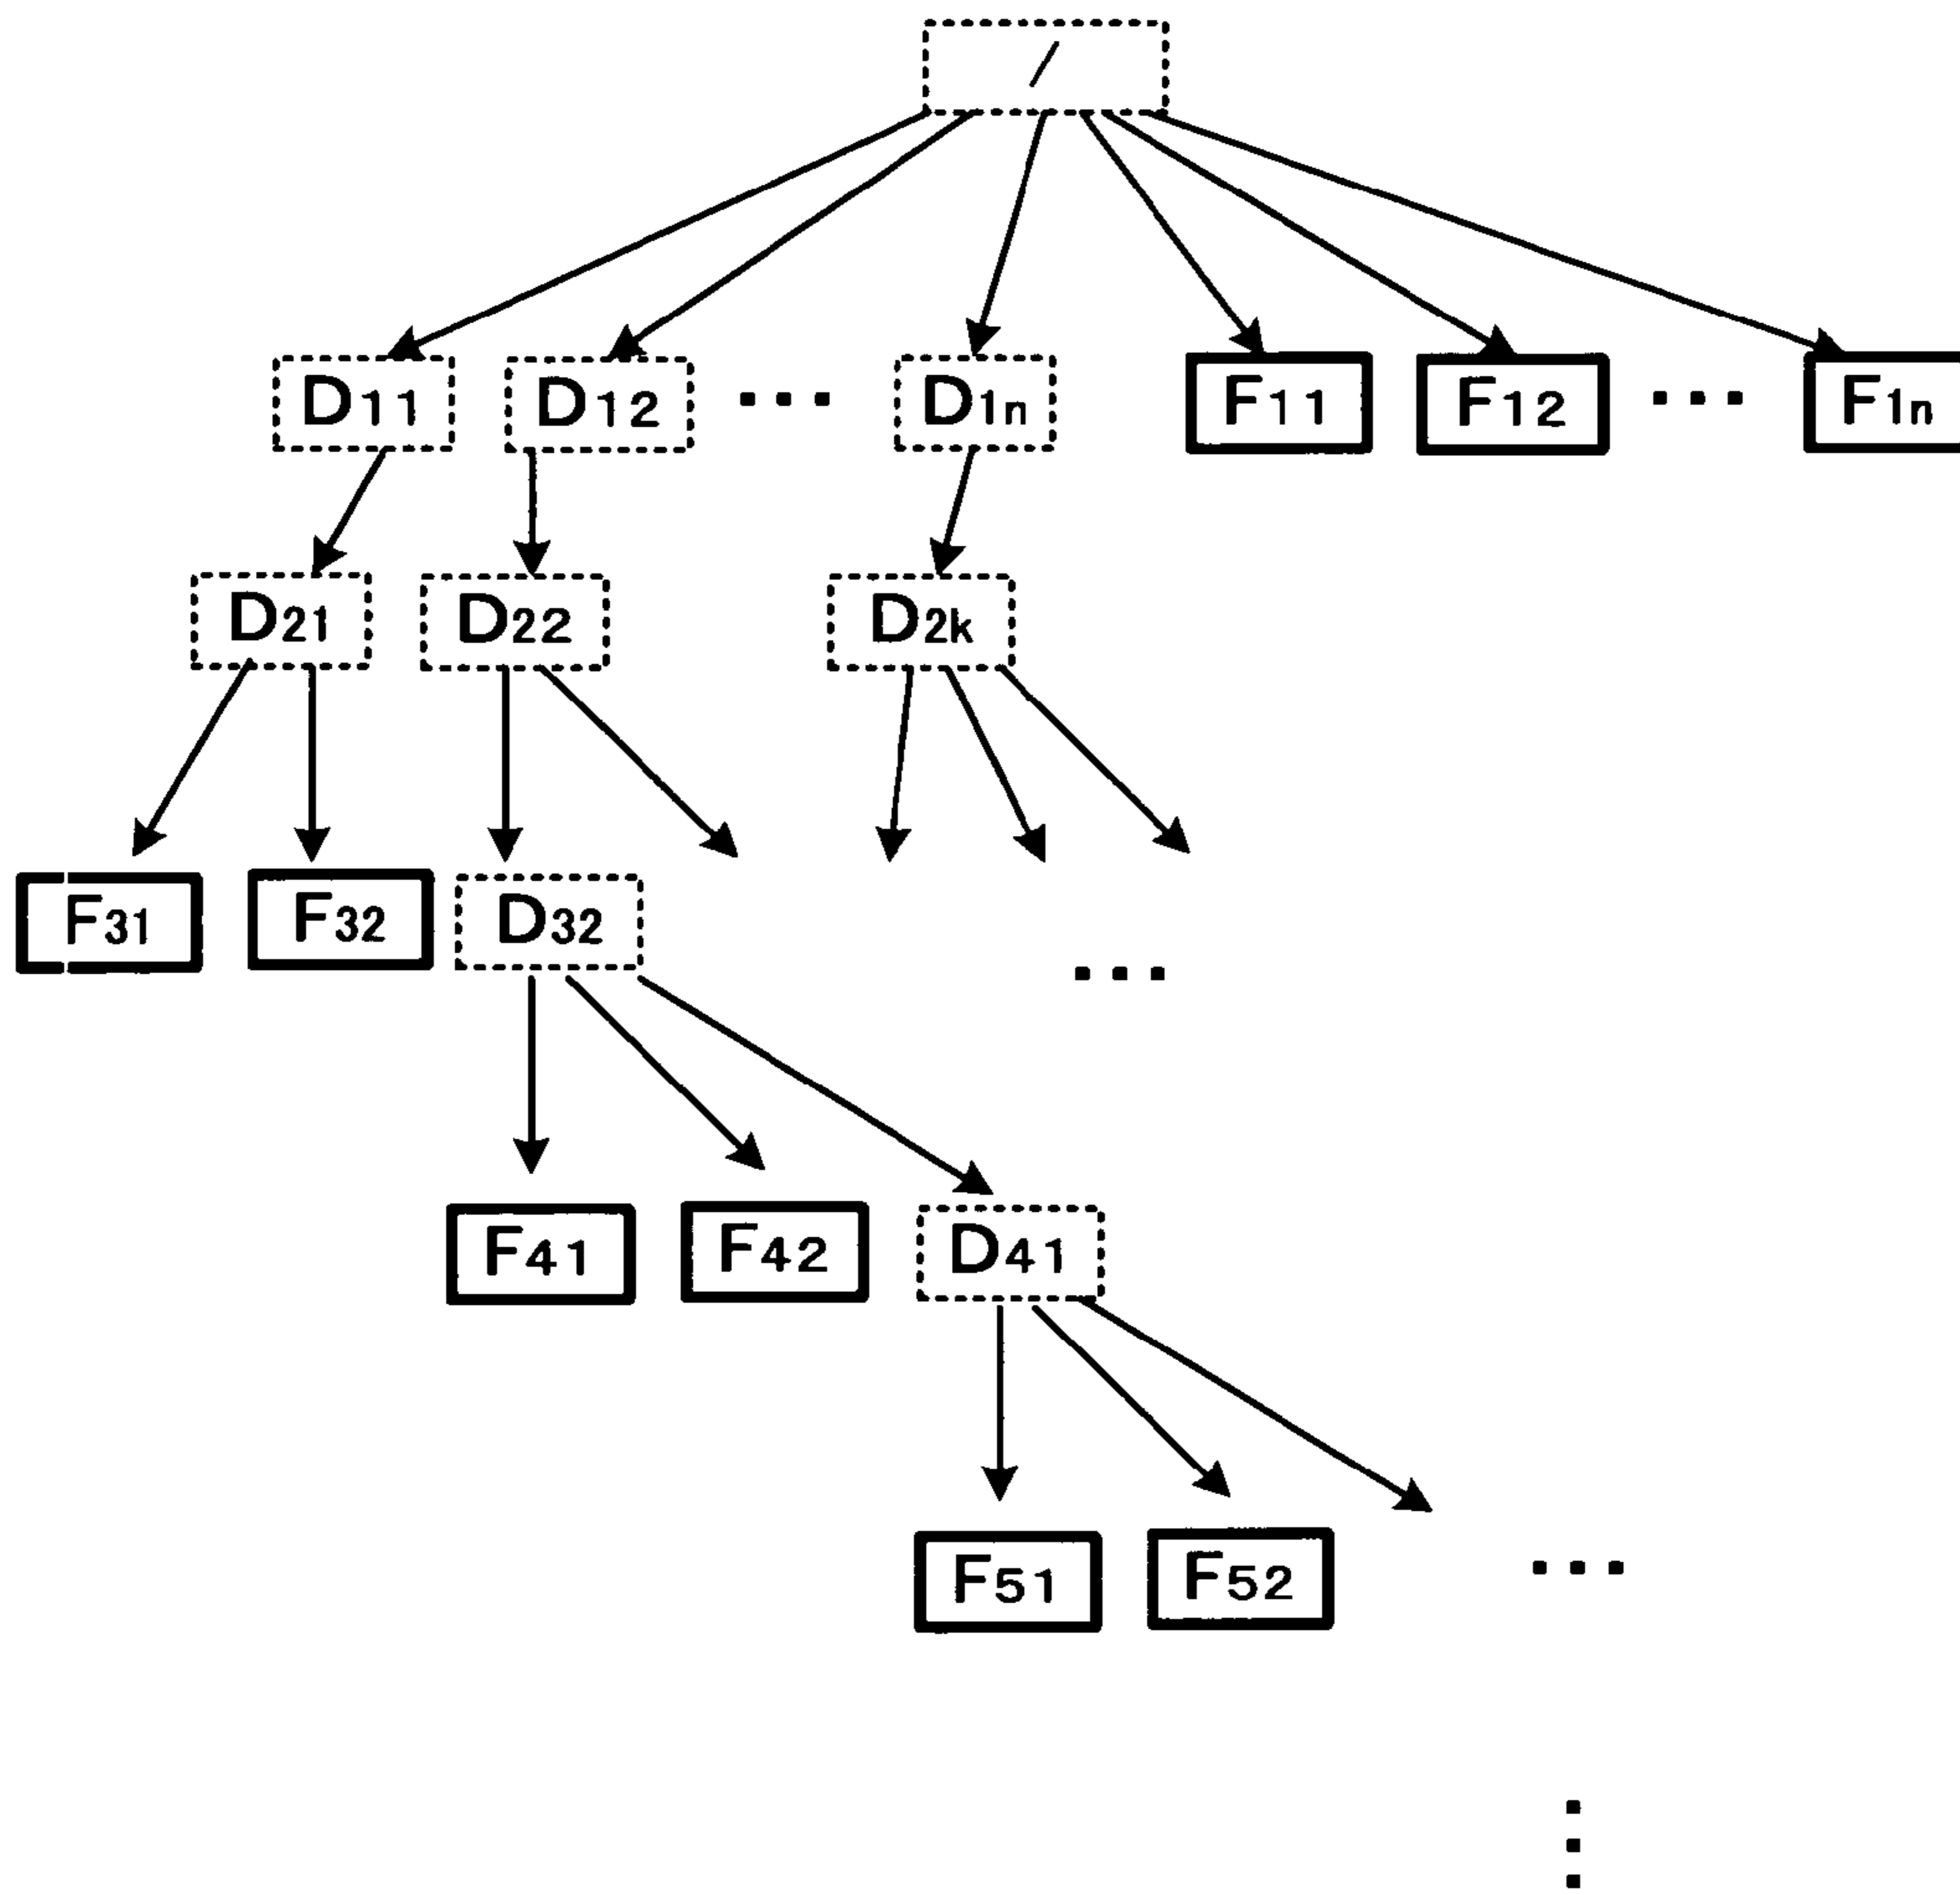 /
D11 D12 ... D1n F11 F12 ... F1n
D21 D22 D2k
F31 F32 D32 ...
F41 F42 D41
F51 F52 ...